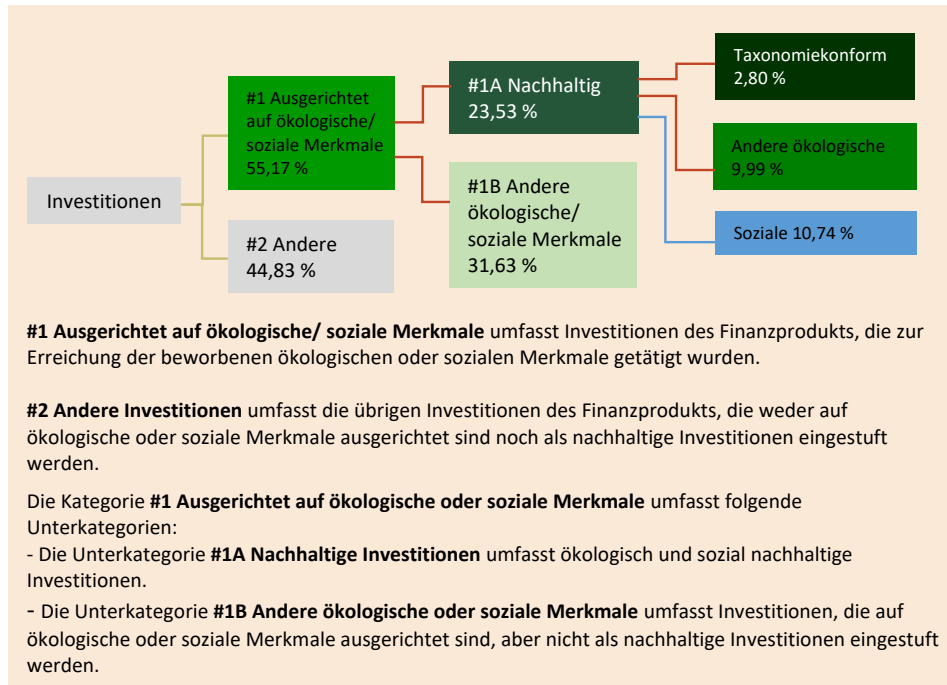 Investitionen
#1 Ausgerichtet
auf ökologische/
soziale Merkmale
55,17 %
#2 Andere
44,83 %
#1A Nachhaltig
23,53 %
#1B Andere
ökologische/
soziale Merkmale
31,63 %
Taxonomiekonform
2,80 %
Andere ökologische
9,99 %
Soziale 10,74 %
#1 Ausgerichtet auf ökologische/ soziale Merkmale umfasst Investitionen des Finanzprodukts, die zur
Erreichung der beworbenen ökologischen oder sozialen Merkmale getätigt wurden.
#2 Andere Investitionen umfasst die übrigen Investitionen des Finanzprodukts, die weder auf
ökologische oder soziale Merkmale ausgerichtet sind noch als nachhaltige Investitionen eingestuft
werden.
Die Kategorie #1 Ausgerichtet auf ökologische oder soziale Merkmale umfasst folgende
Unterkategorien:
- Die Unterkategorie #1A Nachhaltige Investitionen umfasst ökologisch und sozial nachhaltige
Investitionen.
- Die Unterkategorie #1B Andere ökologische oder soziale Merkmale umfasst Investitionen, die auf
ökologische oder soziale Merkmale ausgerichtet sind, aber nicht als nachhaltige Investitionen eingestuft
werden.